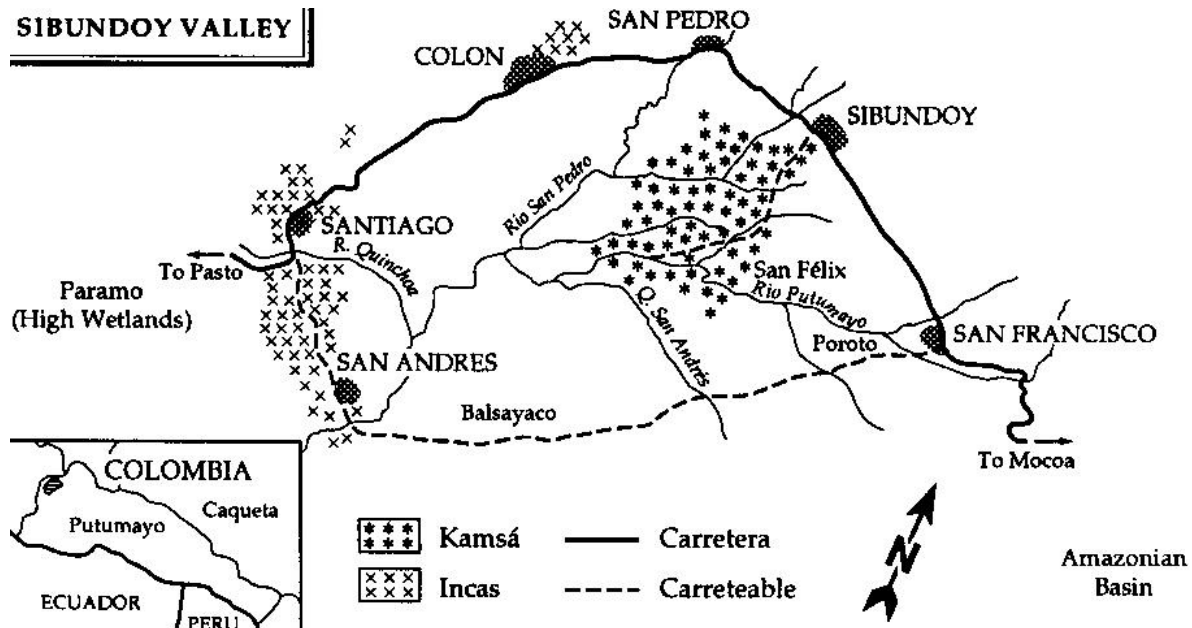 SIBUNDOY VALLEY
SAN PEDRO
COLON
SIBUNDOY
Rio San Pedro
SANTIAGO
R. Quinchoa
To Pasto
San Félix
Rio Putumayo
Paramo
(High Wetlands)
Q. San Andrés
SAN FRANCISCO
Poroto
SAN ANDRES
Balsayaco
To Mocoa
COLOMBIA
Caqueta
Putumayo
ECUADOR
PERU
Kamsá
Carretera
Incas
Carreteable
N
Amazonian
Basin